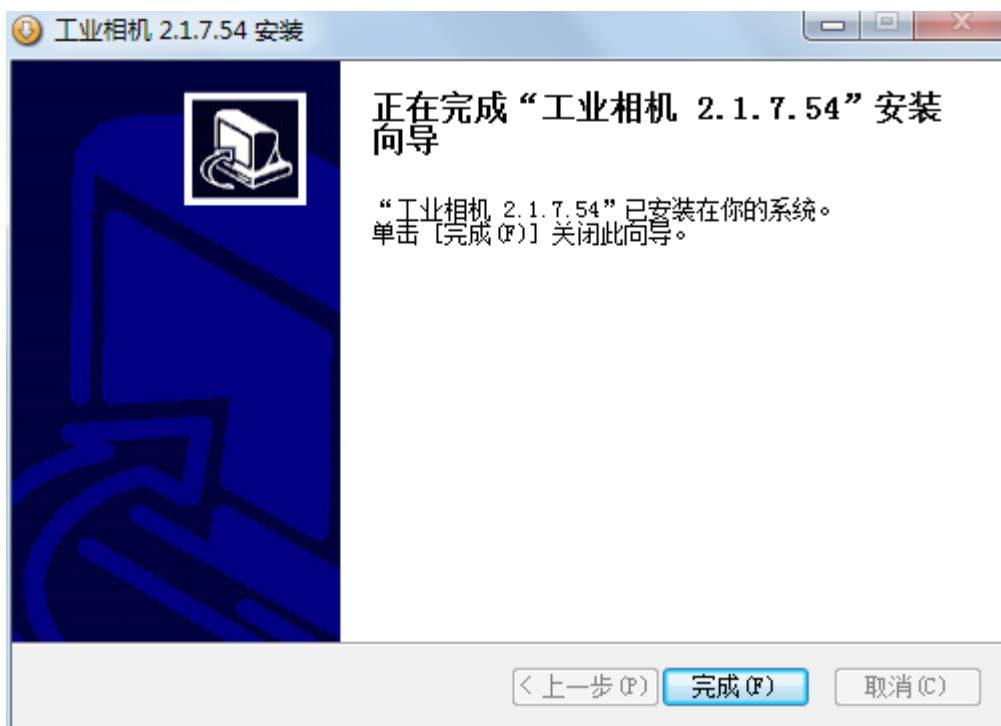 工业相机 2.1.7.54 安装
正在完成“工业相机 2.1.7.54”安装
向导
“工业相机 2.1.7.54”已安装在你的系统。
单击 [完成(F)] 关闭此向导。
< 上一步(P) 完成(F) 取消(C)